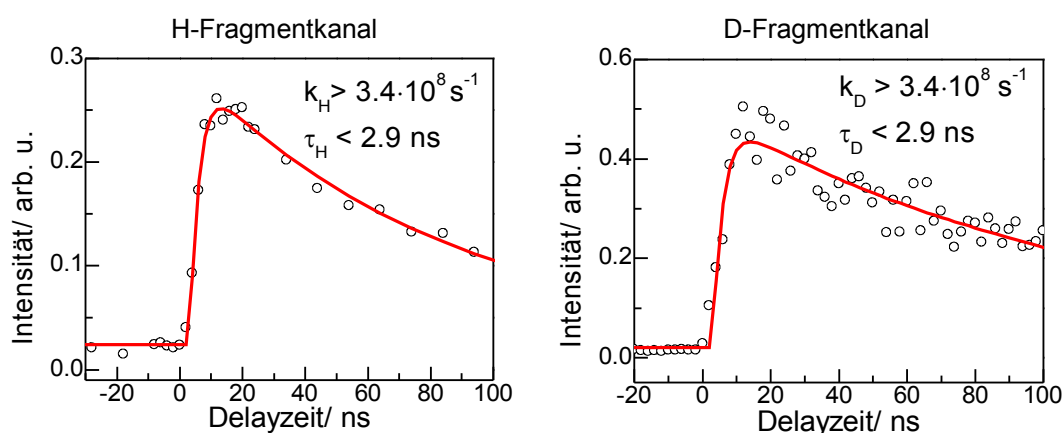 H-Fragmentkanal
0.3
0.2
0.1
0.0
Intensität/ arb. u.
k_H > 3.4·10^8 s^-1
τ_H < 2.9 ns
-20 0 20 40 60 80 100
Delayzeit/ ns
D-Fragmentkanal
0.6
0.4
0.2
0.0
Intensität/ arb. u.
k_D > 3.4·10^8 s^-1
τ_D < 2.9 ns
-20 0 20 40 60 80 100
Delayzeit/ ns